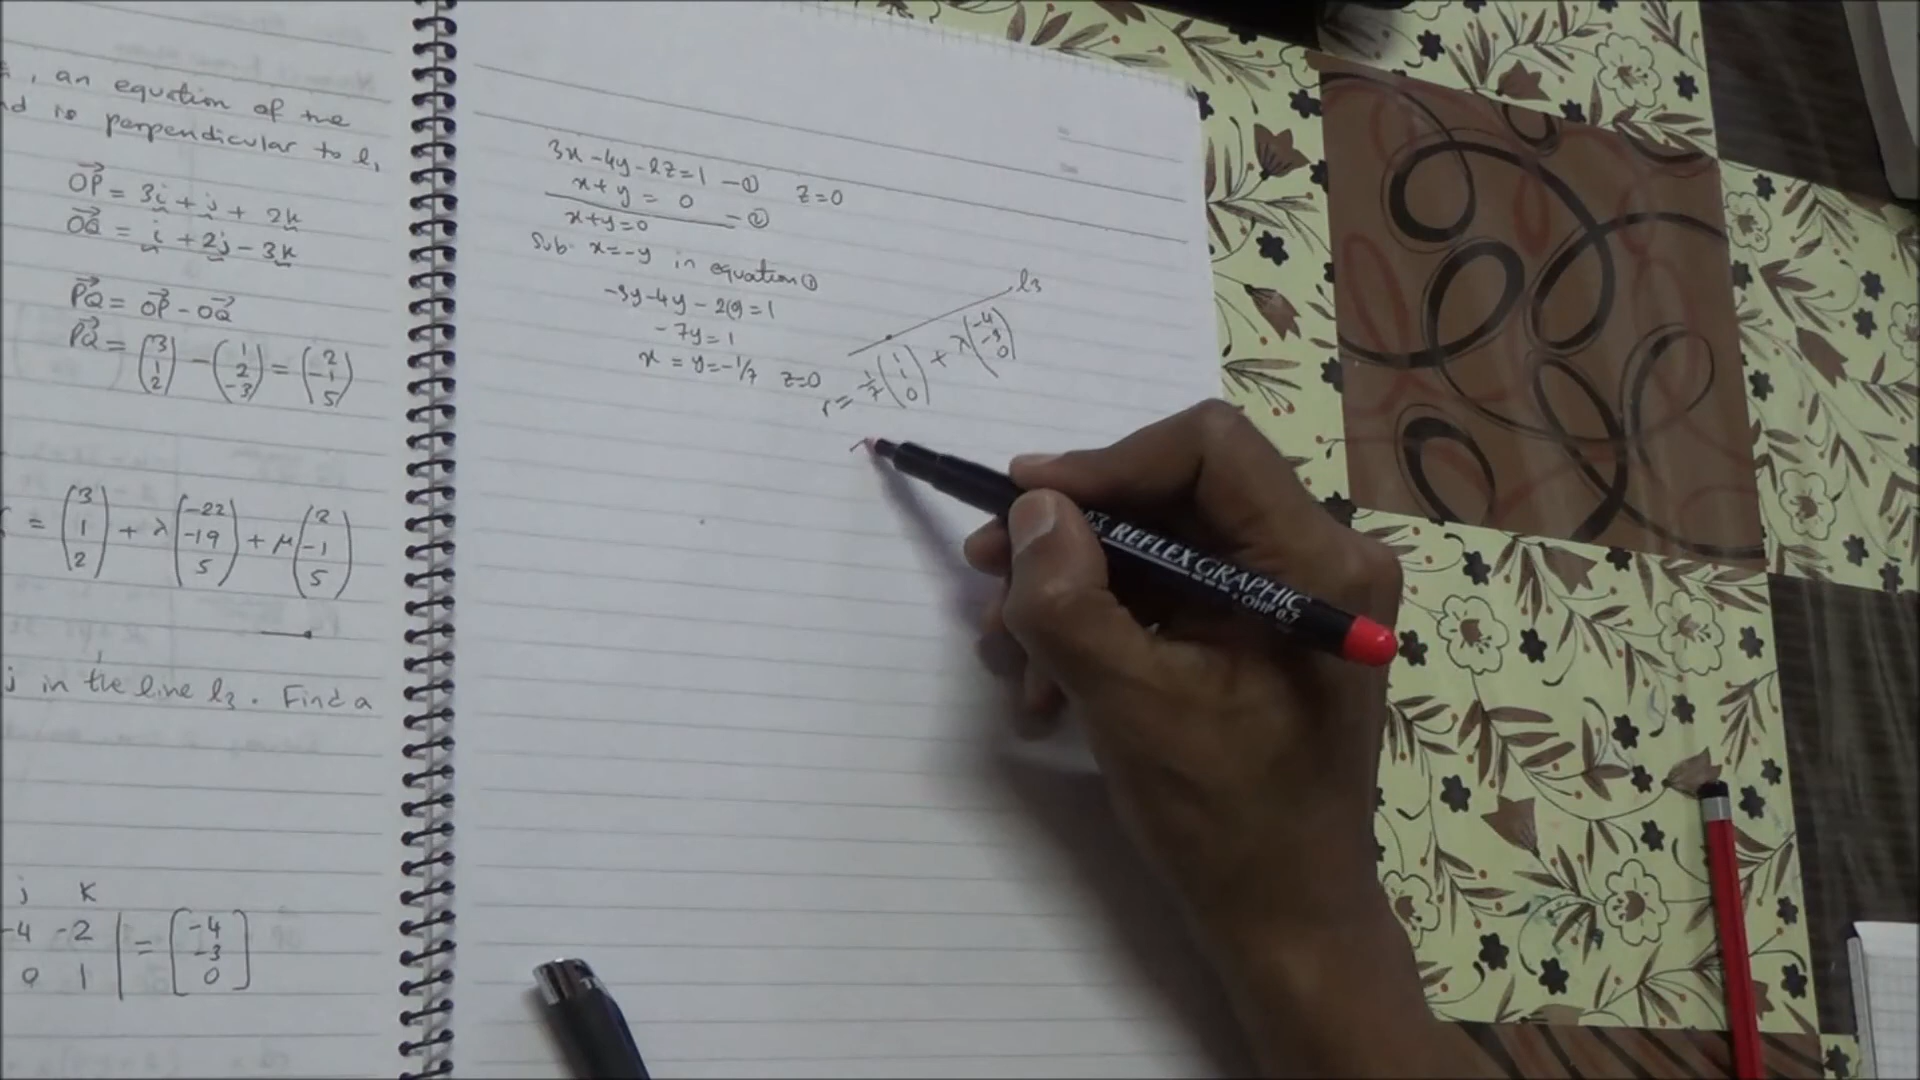 , an equation of the
nd is perpendicular to l₁
OP = 3i + j + 2k
OQ = i + 2j - 3k
PQ = OP - OQ
PQ = (3 1 2) - (1 2 -3) = (2 -1 5)
r = (3 1 2) + λ(-22 -19 5) + μ(2 -1 5)
j in the line l₃. Find a
j k
-4 -2
0 1 | = [-4 -3 0]
3x - 4y - 2z = 1 - ① z = 0
x + y = 0 - ②
x + y = 0
Sub. x = -y in equation ①
-3y - 4y - 2(0) = 1
-7y = 1
x = y = -1/7 z = 0
l₃
r = 1/7 (1 1 0) + λ(-4 -3 0)
REFLEX GRAPHIC
OHP 0.7